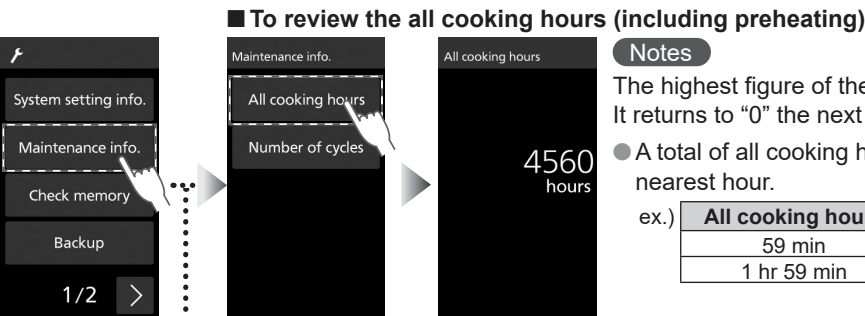 ■ To review the all cooking hours (including preheating)
System setting info.
Maintenance info.
Check memory
Backup
1/2 >
Maintenance info.
All cooking hours
Number of cycles
All cooking hours
4560
hours
Notes
The highest figure of the
It returns to “0” the next
● A total of all cooking
nearest hour.
ex.)
All cooking
59 min
1 hr 59 min